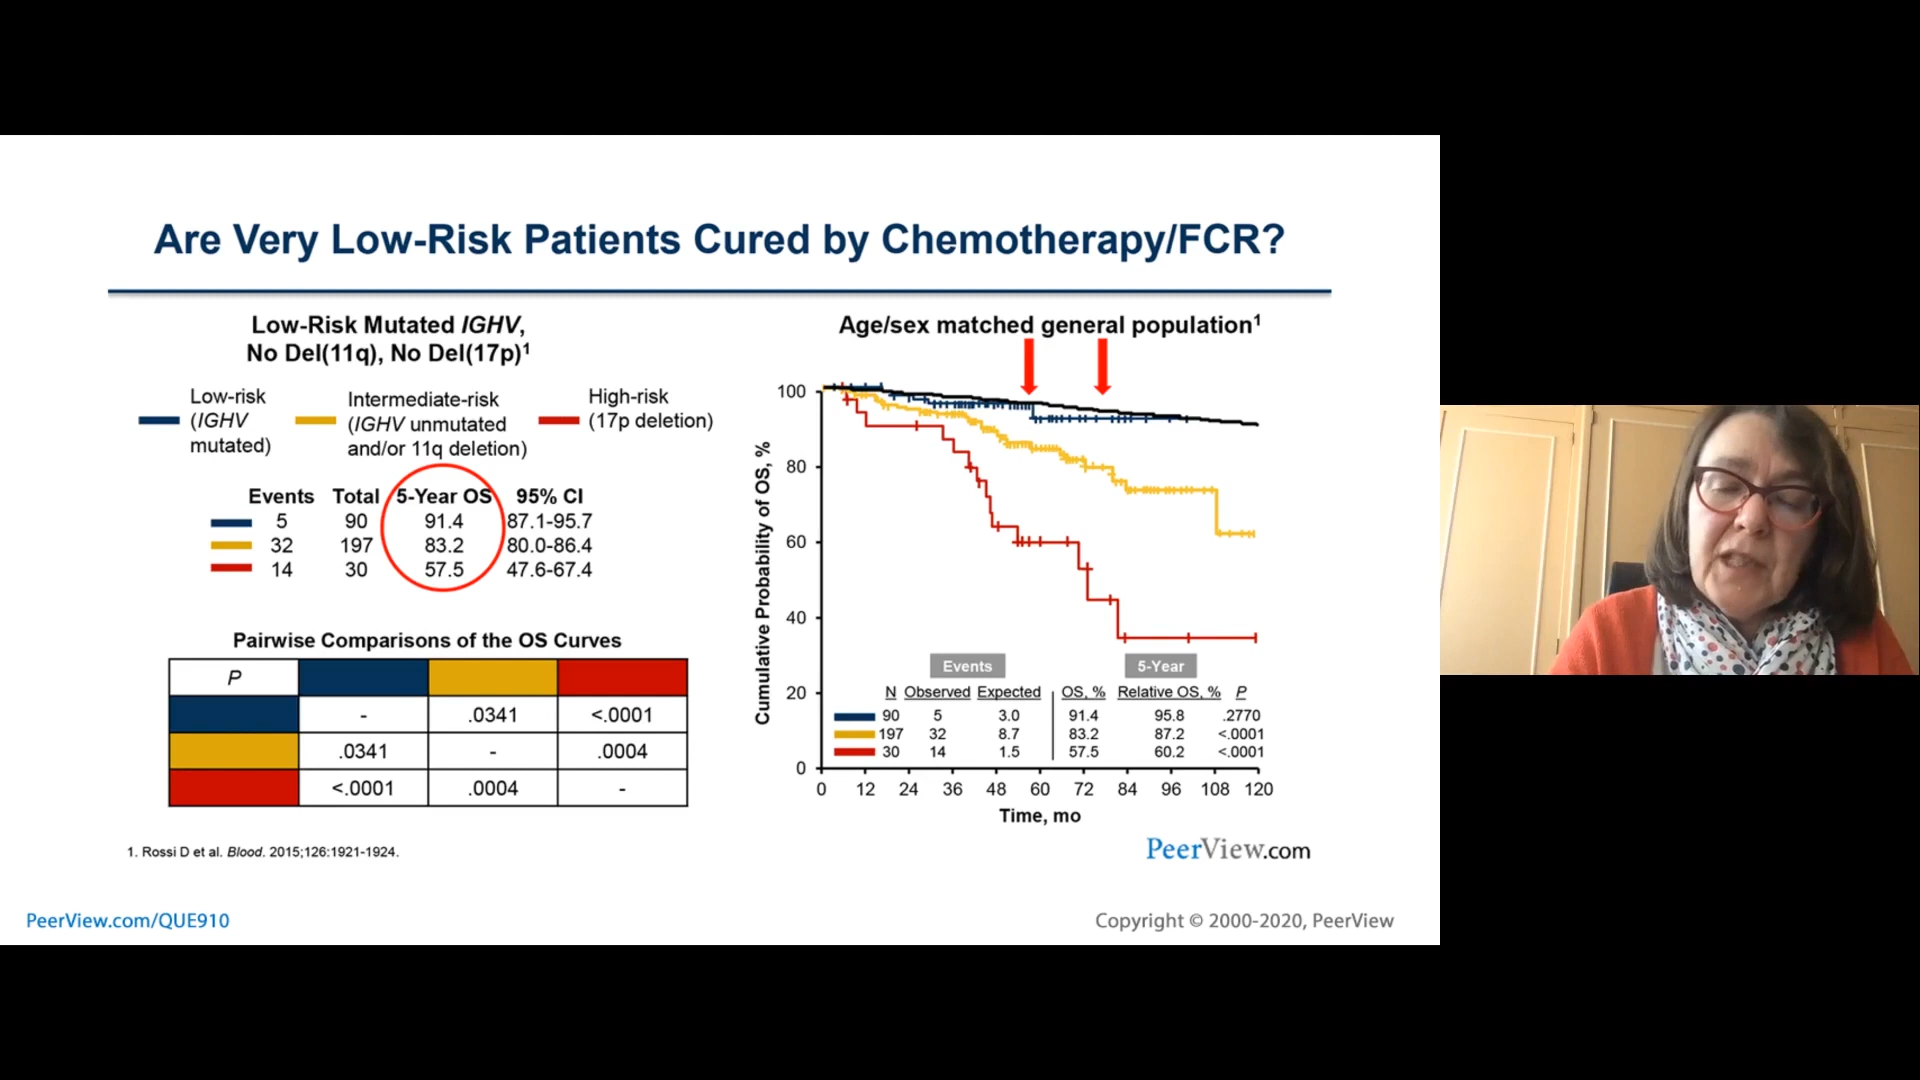 Are Very Low-Risk Patients Cured by Chemotherapy/FCR?
Low-Risk Mutated IGHV,
No Del(11q), No Del(17p)¹
Low-risk
(IGHV
mutated)
Intermediate-risk
(IGHV unmutated
and/or 11q deletion)
High-risk
(17p deletion)
Events Total 5-Year OS 95% CI
5 90 91.4 87.1-95.7
32 197 83.2 80.0-86.4
14 30 57.5 47.6-67.4
Pairwise Comparisons of the OS Curves
P
- .0341 <.0001
.0341 - .0004
<.0001 .0004 -
1. Rossi D et al. Blood. 2015;126:1921-1924.
Age/sex matched general population¹
Cumulative Probability of OS, %
100
80
60
40
20
0
Events 5-Year
N Observed Expected OS, % Relative OS, % P
90 5 3.0 91.4 95.8 .2770
197 32 8.7 83.2 87.2 <.0001
30 14 1.5 57.5 60.2 <.0001
0 12 24 36 48 60 72 84 96 108 120
Time, mo
PeerView.com
PeerView.com/QUE910
Copyright © 2000-2020, PeerView